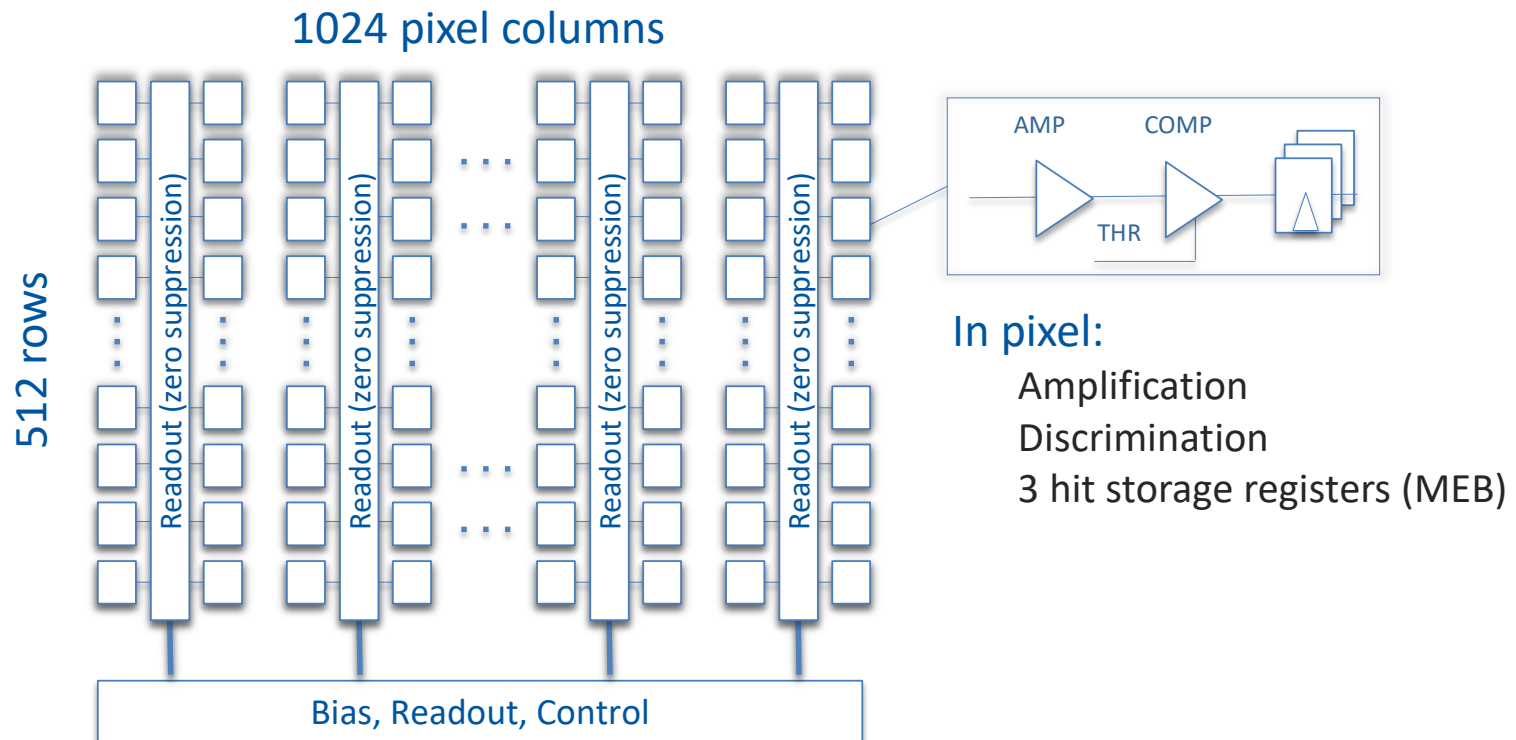 1024 pixel columns
512 rows
Readout (zero suppression)
Readout (zero suppression)
Readout (zero suppression)
Readout (zero suppression)
AMP
COMP
THR
In pixel:
Amplification
Discrimination
3 hit storage registers (MEB)
Bias, Readout, Control